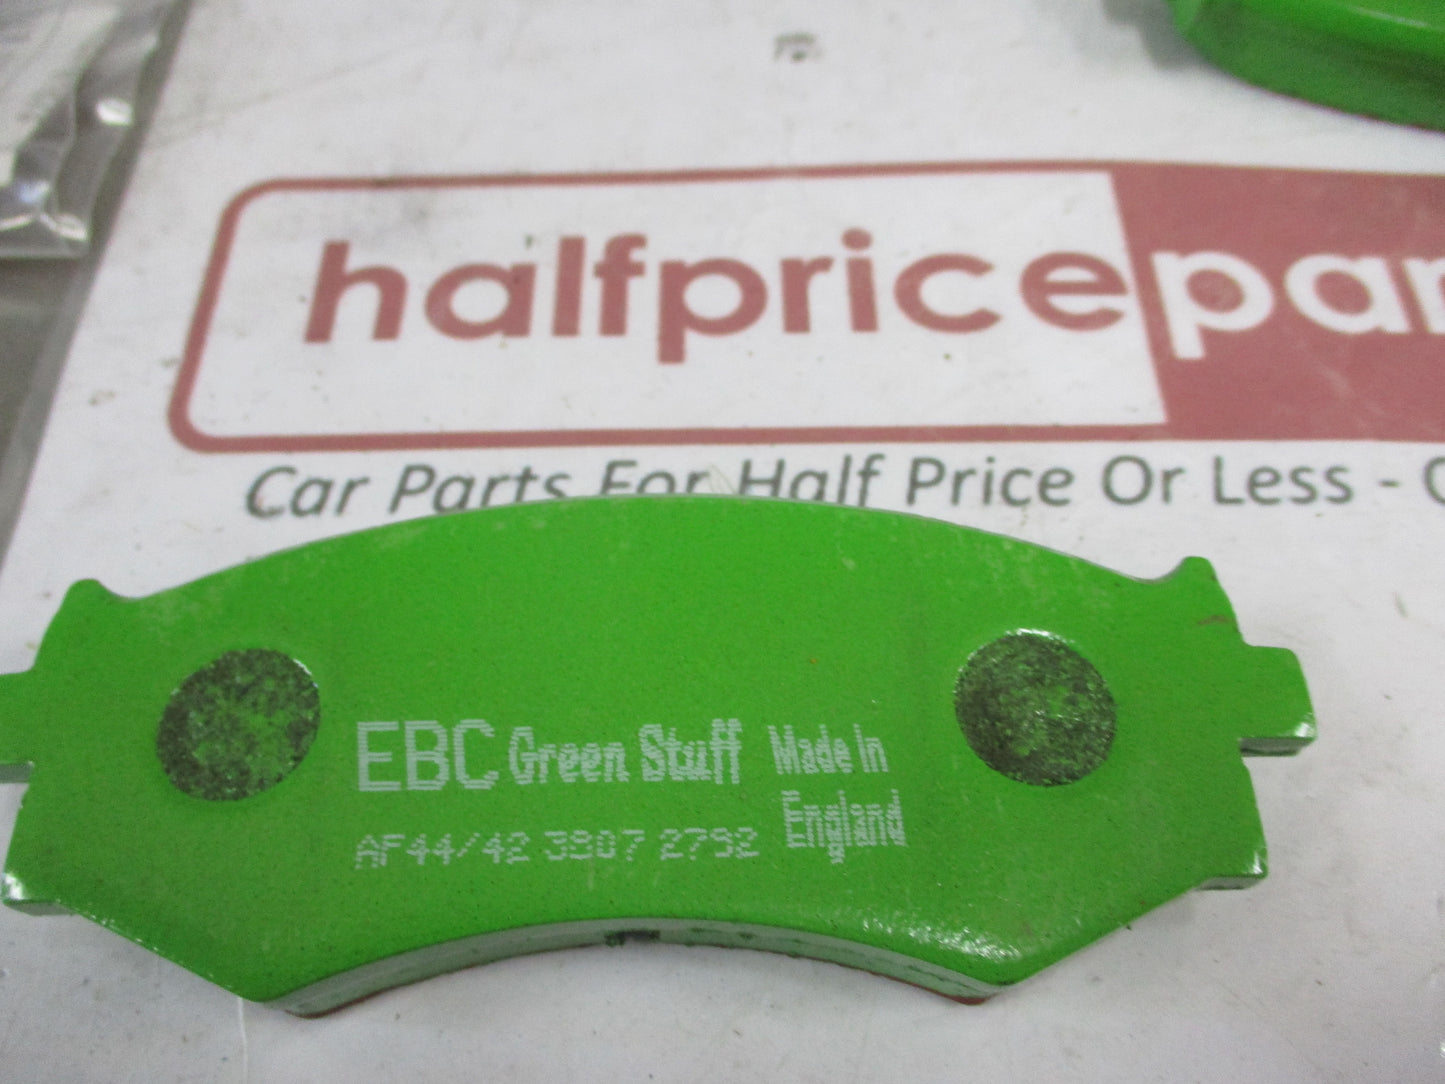 halfpricepar
Car Parts For Half Price Or Less -
EBC Green Stuff Made in
England
AF44/42 3807 2792